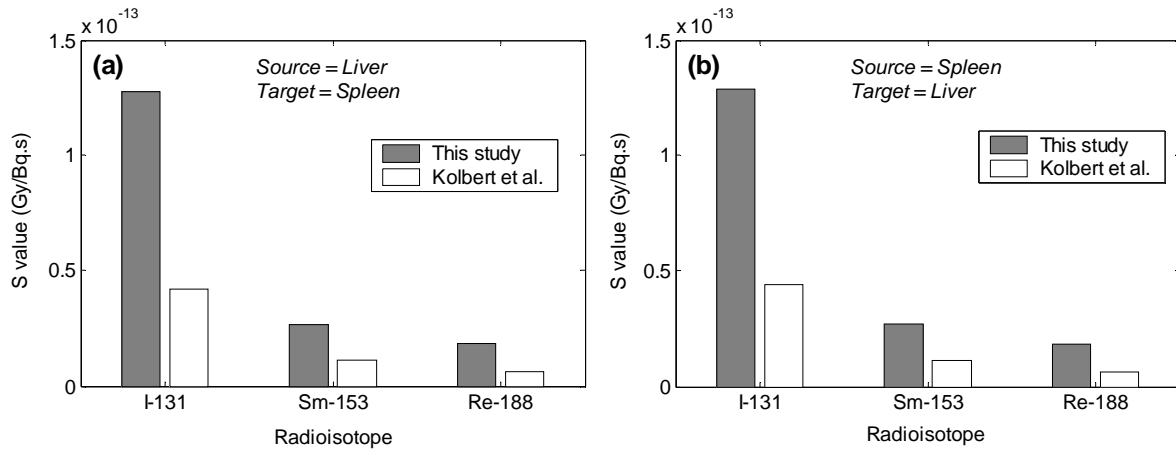 x 10-13
1.5
(a)
Source = Liver
Target = Spleen
This study
Kolbert et al.
1
0.5
0
S value (Gy/Bq.s)
I-131 Sm-153 Re-188
Radioisotope
x 10-13
1.5
(b)
Source = Spleen
Target = Liver
This study
Kolbert et al.
1
0.5
0
S value (Gy/Bq.s)
I-131 Sm-153 Re-188
Radioisotope